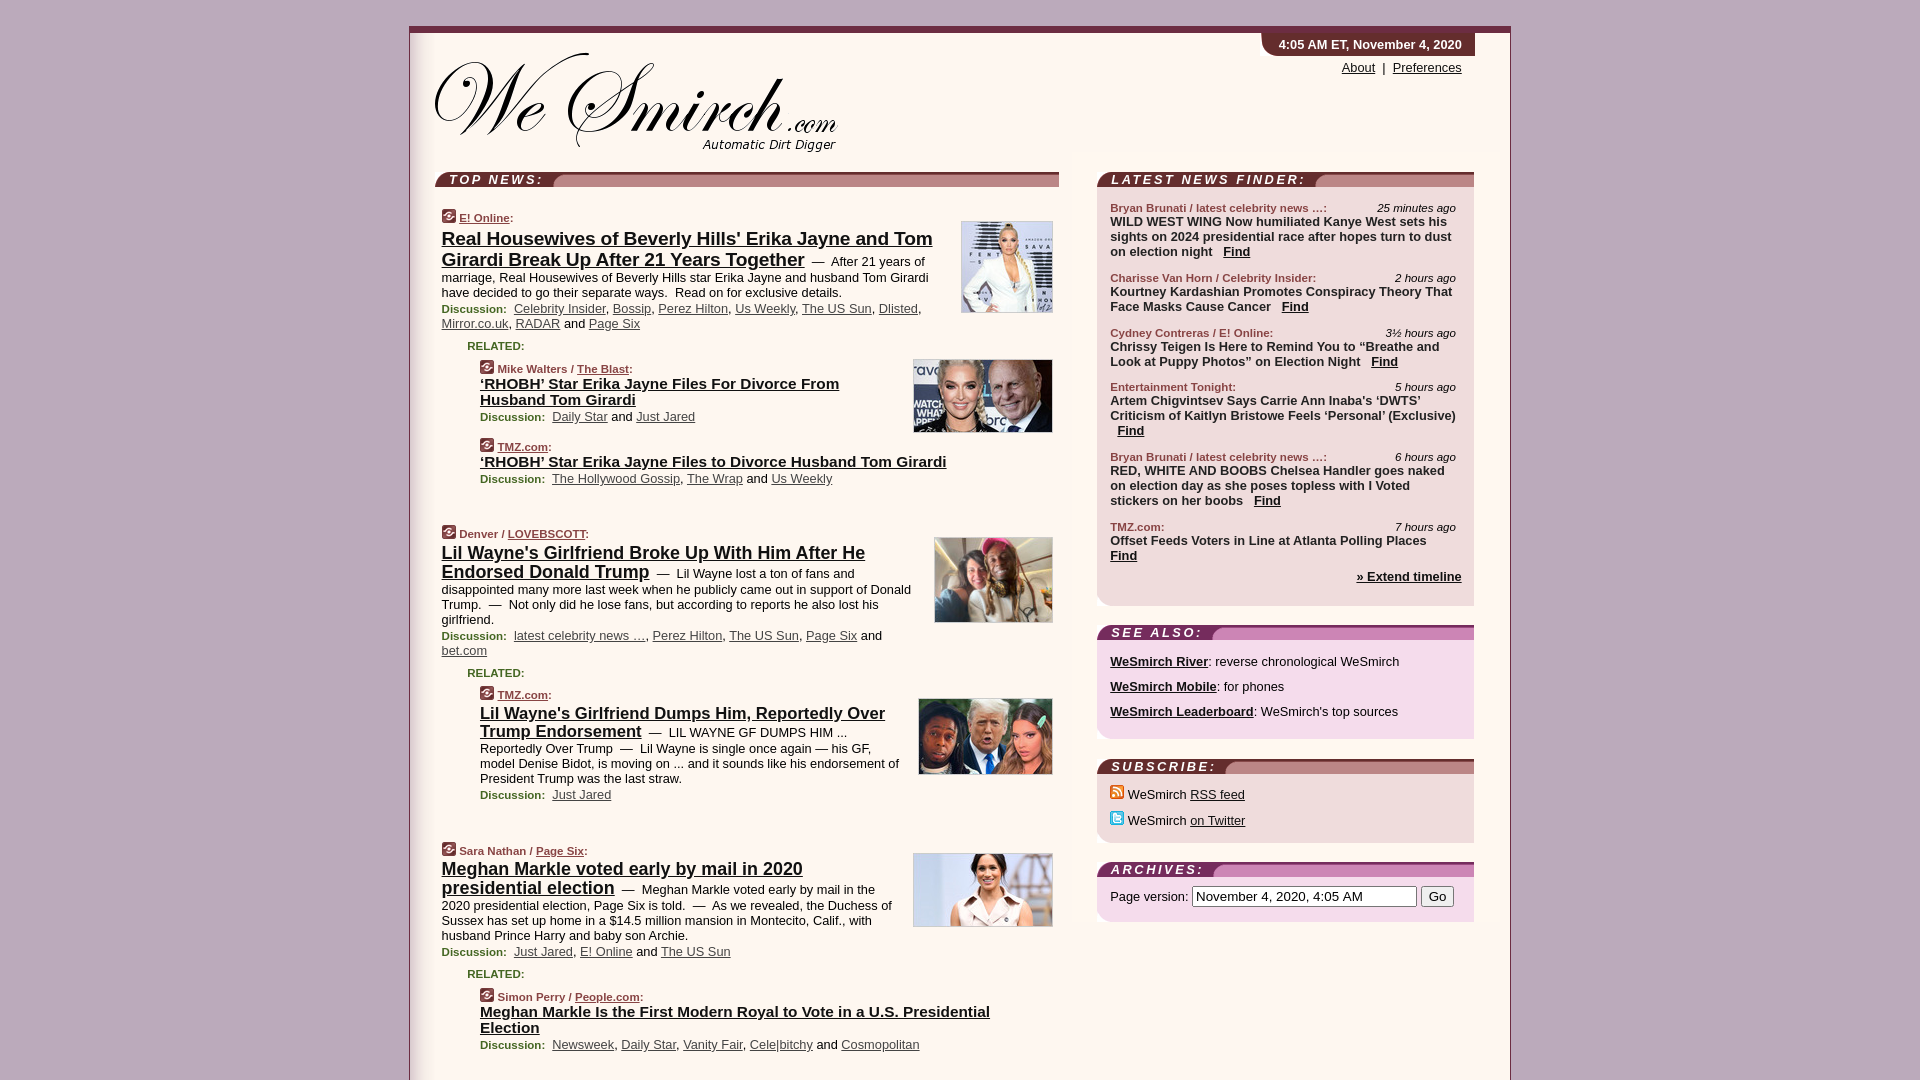 4:05 AM ET, November 4, 2020
About | Preferences
We Smirch .com
Automatic Dirt Digger
TOP NEWS:
E! Online:
Real Housewives of Beverly Hills' Erika Jayne and Tom
Girardi Break Up After 21 Years Together — After 21 years of
marriage, Real Housewives of Beverly Hills star Erika Jayne and husband Tom Girardi
have decided to go their separate ways. Read on for exclusive details.
Discussion: Celebrity Insider, Bossip, Perez Hilton, Us Weekly, The US Sun, Dlisted,
Mirror.co.uk, RADAR and Page Six
RELATED:
Mike Walters / The Blast:
‘RHOBH’ Star Erika Jayne Files For Divorce From
Husband Tom Girardi
Discussion: Daily Star and Just Jared
TMZ.com:
‘RHOBH’ Star Erika Jayne Files to Divorce Husband Tom Girardi
Discussion: The Hollywood Gossip, The Wrap and Us Weekly
Denver / LOVEBSCOTT:
Lil Wayne's Girlfriend Broke Up With Him After He
Endorsed Donald Trump — Lil Wayne lost a ton of fans and
disappointed many more last week when he publicly came out in support of Donald
Trump. — Not only did he lose fans, but according to reports he also lost his
girlfriend.
Discussion: latest celebrity news …, Perez Hilton, The US Sun, Page Six and
bet.com
RELATED:
TMZ.com:
Lil Wayne's Girlfriend Dumps Him, Reportedly Over
Trump Endorsement — LIL WAYNE GF DUMPS HIM ...
Reportedly Over Trump — Lil Wayne is single once again — his GF,
model Denise Bidot, is moving on ... and it sounds like his endorsement of
President Trump was the last straw.
Discussion: Just Jared
Sara Nathan / Page Six:
Meghan Markle voted early by mail in 2020
presidential election — Meghan Markle voted early by mail in the
2020 presidential election, Page Six is told. — As we revealed, the Duchess of
Sussex has set up home in a $14.5 million mansion in Montecito, Calif., with
husband Prince Harry and baby son Archie.
Discussion: Just Jared, E! Online and The US Sun
RELATED:
Simon Perry / People.com:
Meghan Markle Is the First Modern Royal to Vote in a U.S. Presidential
Election
Discussion: Newsweek, Daily Star, Vanity Fair, Cele|bitchy and Cosmopolitan
LATEST NEWS FINDER:
Bryan Brunati / latest celebrity news …: 25 minutes ago
WILD WEST WING Now humiliated Kanye West sets his
sights on 2024 presidential race after hopes turn to dust
on election night Find
Charisse Van Horn / Celebrity Insider: 2 hours ago
Kourtney Kardashian Promotes Conspiracy Theory That
Face Masks Cause Cancer Find
Cydney Contreras / E! Online: 3½ hours ago
Chrissy Teigen Is Here to Remind You to “Breathe and
Look at Puppy Photos” on Election Night Find
Entertainment Tonight: 5 hours ago
Artem Chigvintsev Says Carrie Ann Inaba's ‘DWTS’
Criticism of Kaitlyn Bristowe Feels ‘Personal’ (Exclusive)
Find
Bryan Brunati / latest celebrity news …: 6 hours ago
RED, WHITE AND BOOBS Chelsea Handler goes naked
on election day as she poses topless with I Voted
stickers on her boobs Find
TMZ.com: 7 hours ago
Offset Feeds Voters in Line at Atlanta Polling Places
Find
» Extend timeline
SEE ALSO:
WeSmirch River: reverse chronological WeSmirch
WeSmirch Mobile: for phones
WeSmirch Leaderboard: WeSmirch's top sources
SUBSCRIBE:
WeSmirch RSS feed
WeSmirch on Twitter
ARCHIVES:
Page version: November 4, 2020, 4:05 AM Go